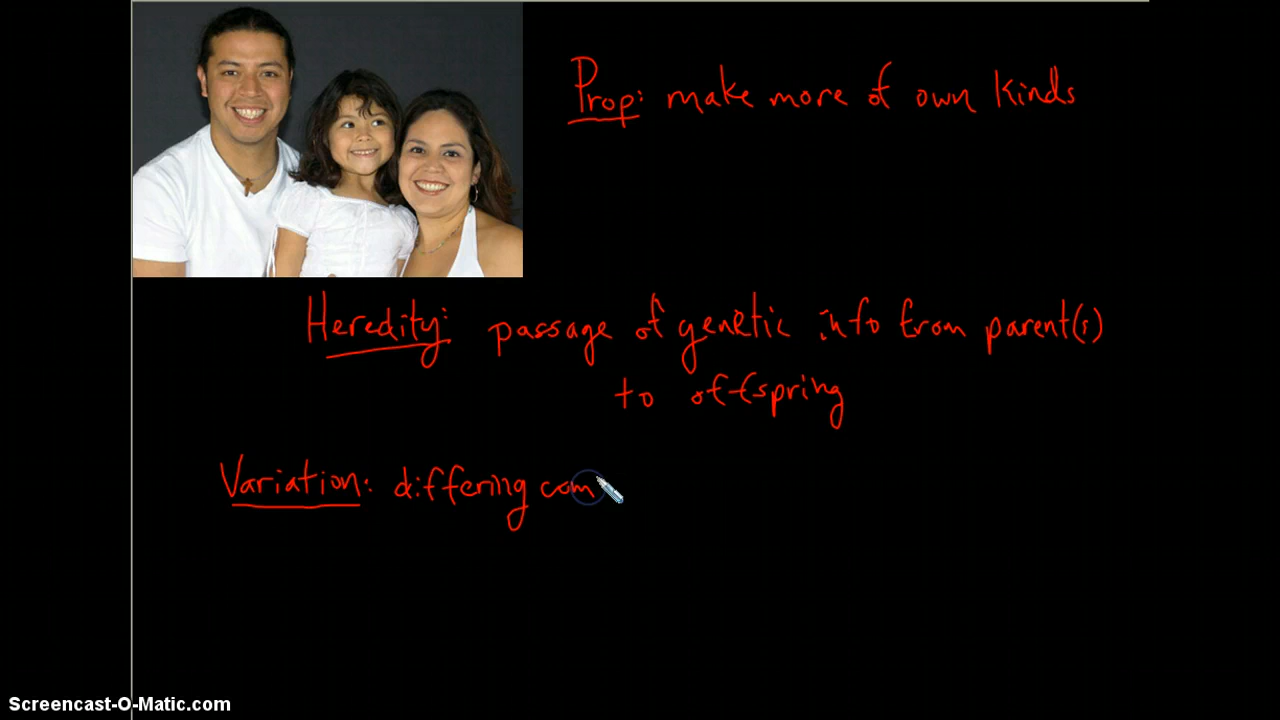 Prop: make more of own kinds
Heredity: passage of genetic info from parent(s)
to offspring
Variation: differing com
Screencast-O-Matic.com